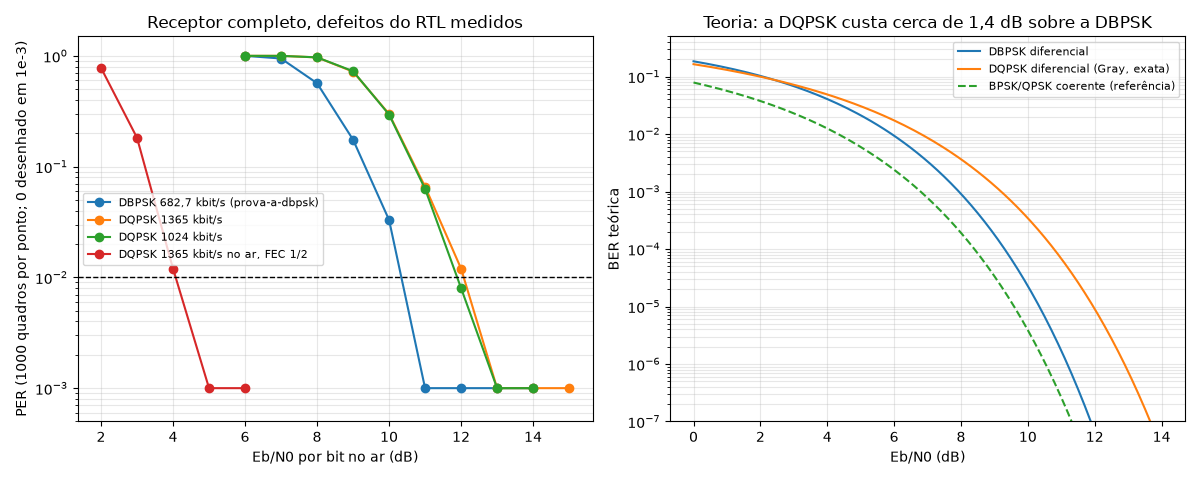 Receptor completo, defeitos do RTL medidos
PER (1000 quadros por ponto; 0 desenhado em 1e-3)
10⁰
10⁻¹
10⁻²
10⁻³
DBPSK 682,7 kbit/s (prova-a-dbpsk)
DQPSK 1365 kbit/s
DQPSK 1024 kbit/s
DQPSK 1365 kbit/s no ar, FEC 1/2
2 4 6 8 10 12 14
Eb/N0 por bit no ar (dB)
Teoria: a DQPSK custa cerca de 1,4 dB sobre a DBPSK
BER teórica
10⁻¹
10⁻²
10⁻³
10⁻⁴
10⁻⁵
10⁻⁶
10⁻⁷
DBPSK diferencial
DQPSK diferencial (Gray, exata)
BPSK/QPSK coerente (referência)
0 2 4 6 8 10 12 14
Eb/N0 (dB)